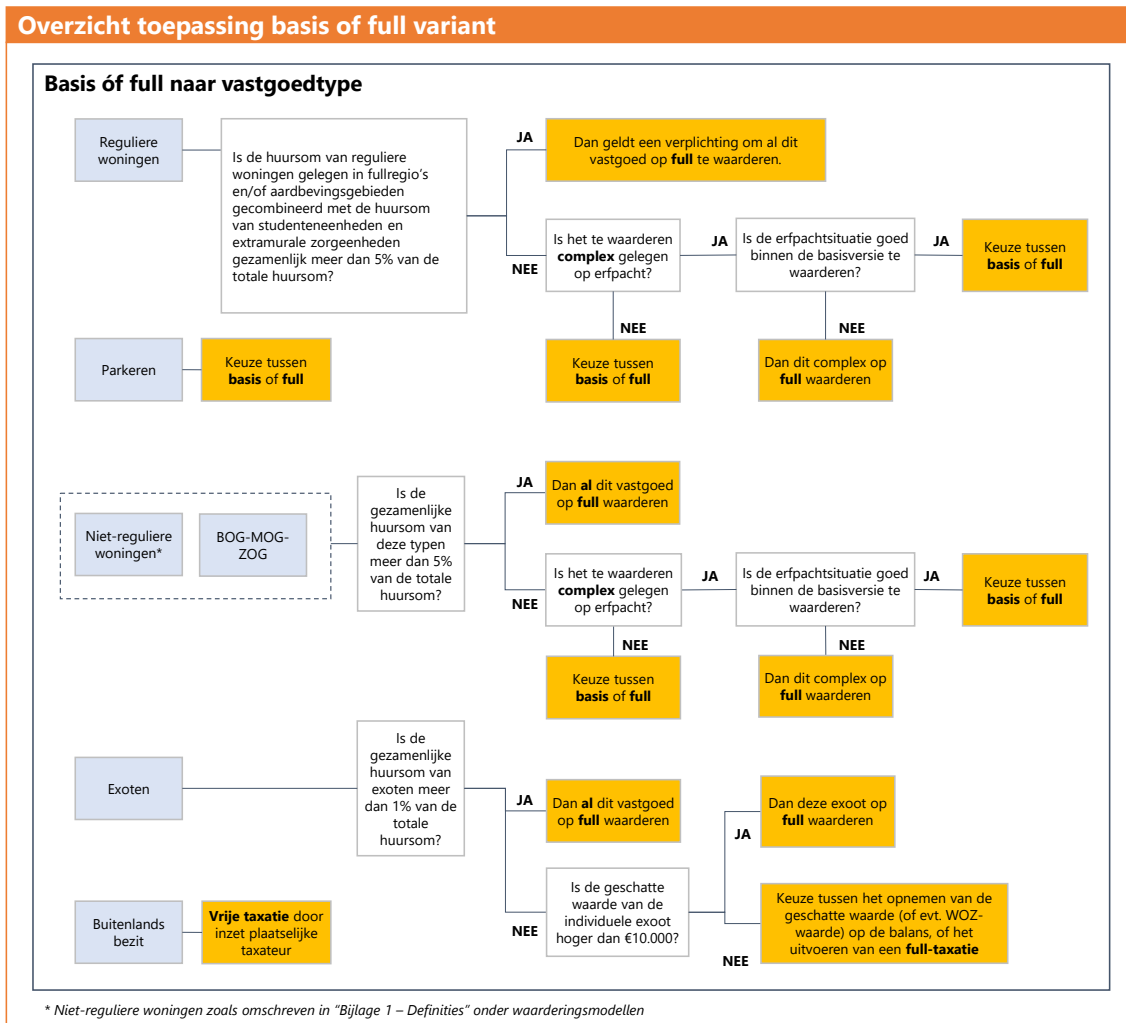 Overzicht toepassing basis of full variant
Basis óf full naar vastgoedtype
Reguliere
woningen
Is de huursom van reguliere
woningen gelegen in fullregio's
en/of aardbevingsgebieden
gecombineerd met de huursom
van studenteneenheden en
extramurale zorgeenheden
gezamenlijk meer dan 5% van de
totale huursom?
JA
Dan geldt een verplichting om al dit
vastgoed op full te waarderen.
NEE
Is het te waarderen
complex gelegen
op erfpacht?
JA
Is de erfpachtsituatie goed
binnen de basisversie te
waarderen?
JA
Keuze tussen
basis of full
NEE
Keuze tussen
basis of full
NEE
Dan dit complex op
full waarderen
Parkeren
Keuze tussen
basis of full
Niet-reguliere
woningen*
BOG-MOG-
ZOG
Is de
gezamenlijke
huursom van
deze typen
meer dan 5%
van de totale
huursom?
JA
Dan al dit vastgoed
op full waarderen
NEE
Is het te waarderen
complex gelegen
op erfpacht?
JA
Is de erfpachtsituatie goed
binnen de basisversie te
waarderen?
JA
Keuze tussen
basis of full
NEE
Keuze tussen
basis of full
NEE
Dan dit complex op
full waarderen
Exoten
Is de
gezamenlijke
huursom van
exoten meer
dan 1% van de
totale
huursom?
JA
Dan al dit vastgoed
op full waarderen
NEE
Is de geschatte
waarde van de
individuele exoot
hoger dan €10.000?
JA
Dan deze exoot op
full waarderen
NEE
Keuze tussen het opnemen van de
geschatte waarde (of evt. WOZ-
waarde) op de balans, of het
uitvoeren van een full-taxatie
Buitenlands
bezit
Vrije taxatie door
inzet plaatselijke
taxateur
* Niet-reguliere woningen zoals omschreven in "Bijlage 1 – Definities" onder waarderingsmodellen